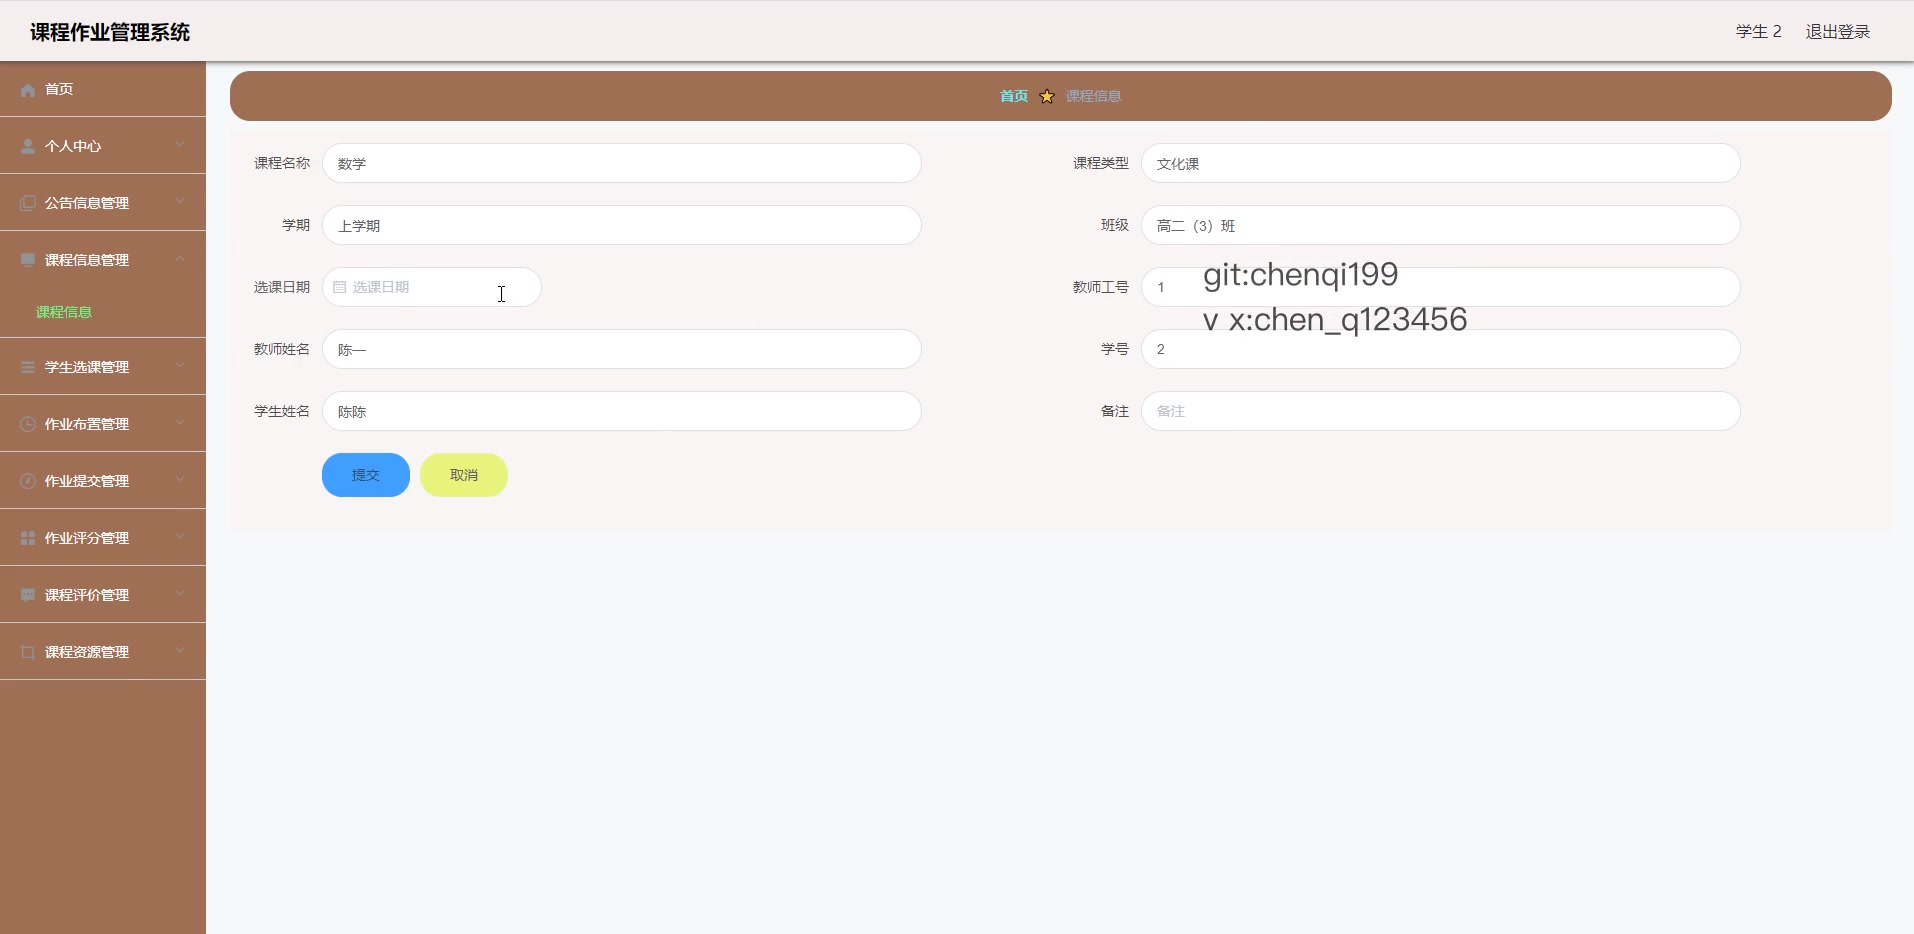 课程作业管理系统
学生 2 退出登录
首页
个人中心
公告信息管理
课程信息管理
课程信息
学生选课管理
作业布置管理
作业提交管理
作业评分管理
课程评价管理
课程资源管理
首页 课程信息
课程名称 数学 课程类型 文化课
学期 上学期 班级 高二（3）班
选课日期 选课日期 教师工号 1
git:chenqi199
v x:chen_q123456
教师姓名 陈一 学号 2
学生姓名 陈陈 备注 备注
提交 取消